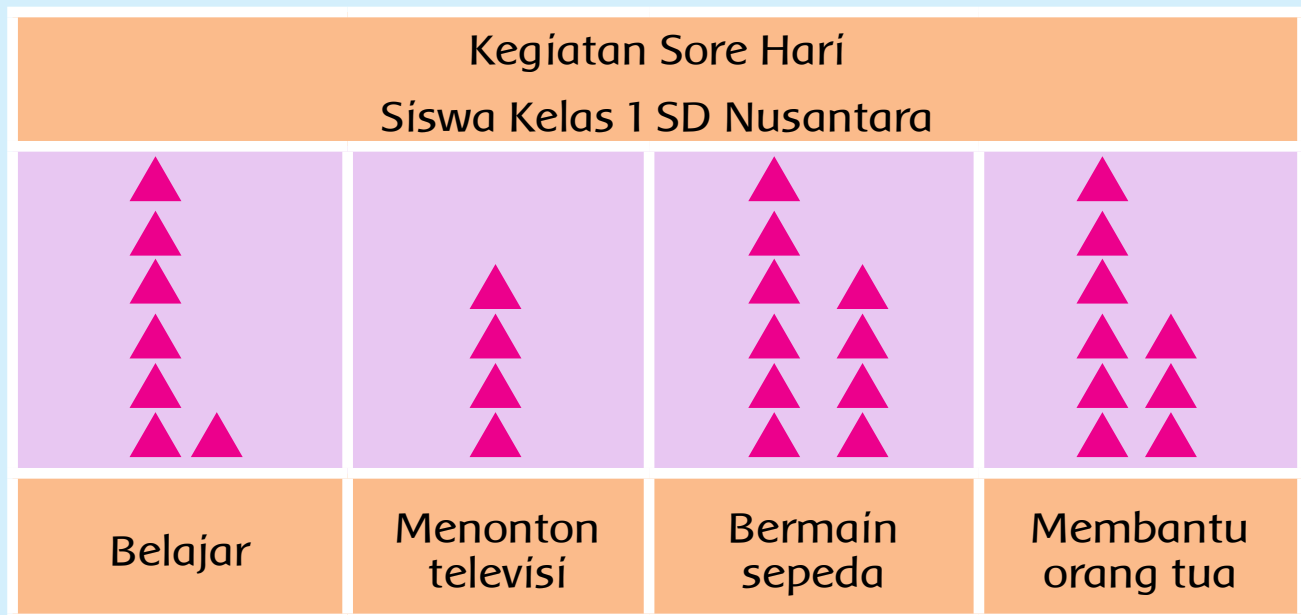 Kegiatan Sore Hari
Siswa Kelas 1 SD Nusantara
Belajar
Menonton
televisi
Bermain
sepeda
Membantu
orang tua